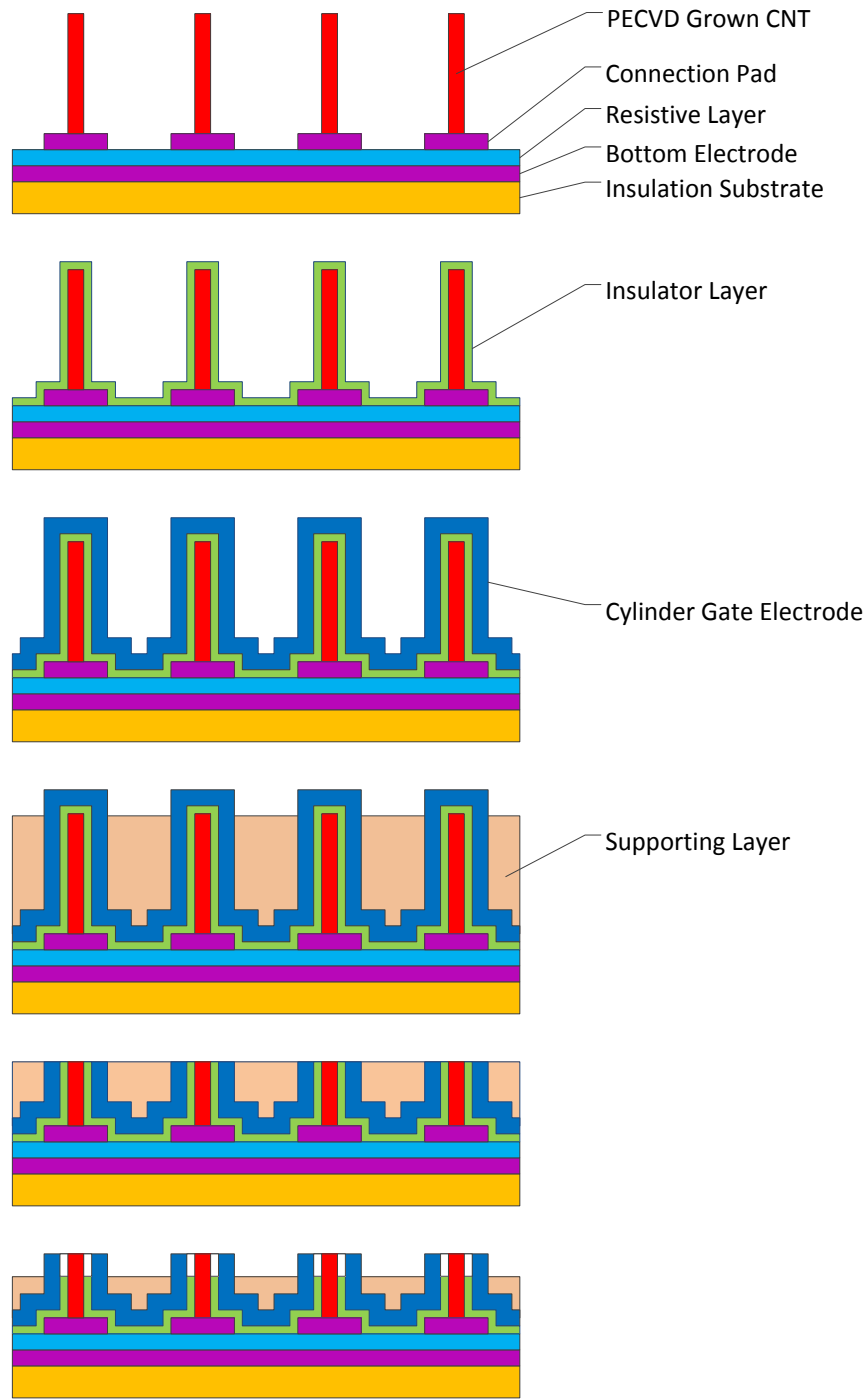 PECVD Grown CNT
Connection Pad
Resistive Layer
Bottom Electrode
Insulation Substrate
Insulator Layer
Cylinder Gate Electrode
Supporting Layer